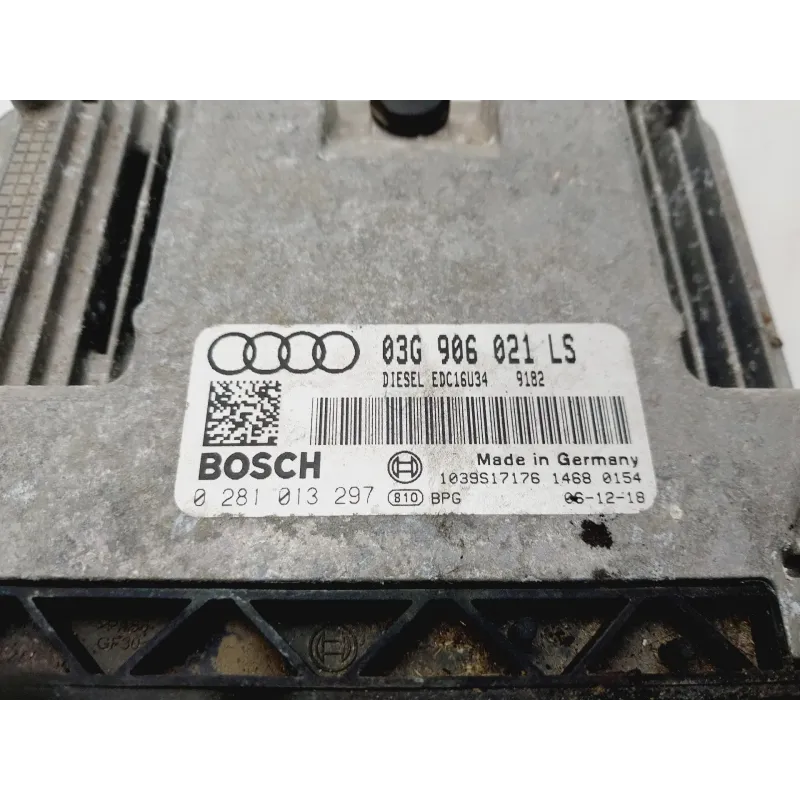 03G 906 021 LS
DIESEL EDC16U34 9182
BOSCH
Made in Germany
1039S17176 1468 0154
0 281 013 297 810 BPG 06-12-18